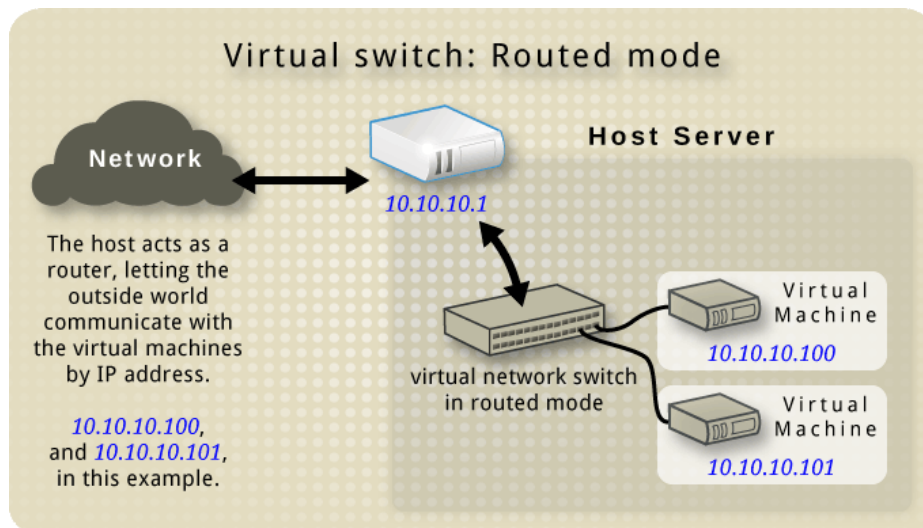 Virtual switch: Routed mode
Host Server
Network
10.10.10.1
The host acts as a
router, letting the
outside world
communicate with
the virtual machines
by IP address.
10.10.10.100,
and 10.10.10.101,
in this example.
virtual network switch
in routed mode
Virtual
Machine
10.10.10.100
Virtual
Machine
10.10.10.101